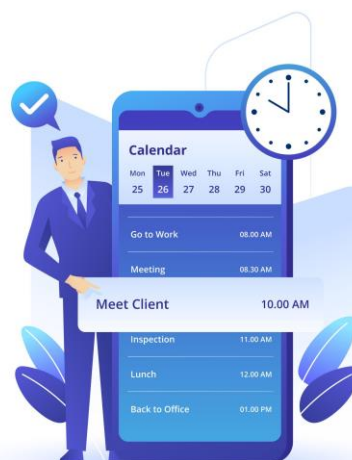 Calendar
Mon Tue Wed Thu Fri Sat
25 26 27 28 29 30
Go to Work 08.00 AM
Meeting 08.30 AM
Meet Client 10.00 AM
Inspection 11.00 AM
Lunch 12.00 AM
Back to Office 01.00 PM